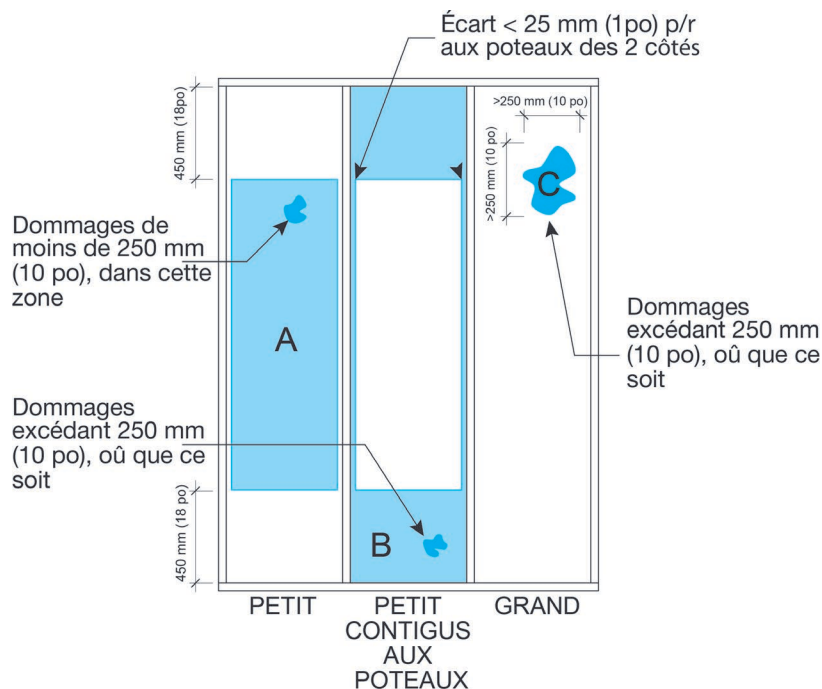 Écart < 25 mm (1po) p/r
aux poteaux des 2 côtés
450 mm (18po)
>250 mm (10 po)
>250 mm (10 po)
C
Dommages de
moins de 250 mm
(10 po), dans cette
zone
A
Dommages
excédant 250 mm
(10 po), oû que ce
soit
Dommages
excédant 250 mm
(10 po), oû que ce
soit
450 mm (18 po)
B
PETIT
PETIT
CONTIGUS
AUX
POTEAUX
GRAND